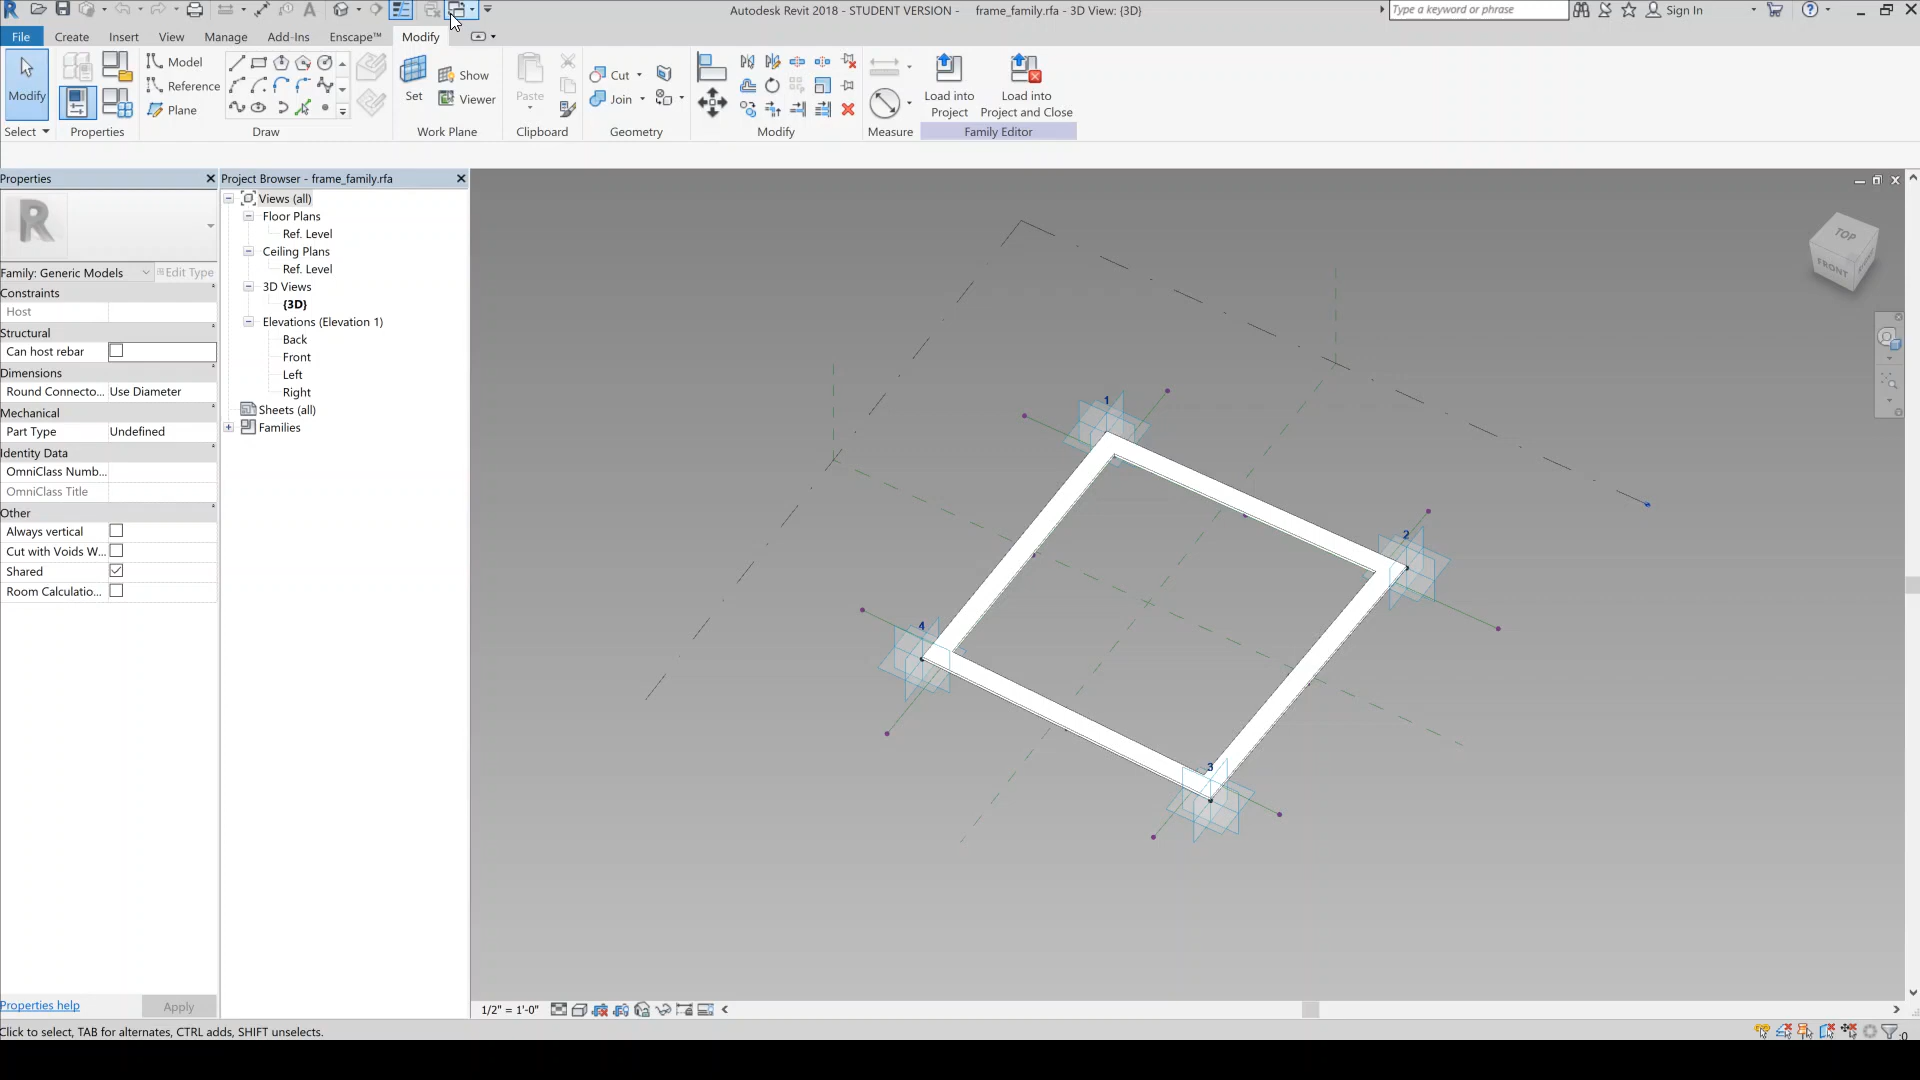 Autodesk Revit 2018 - STUDENT VERSION - frame_family.rfa - 3D View: {3D}
Type a keyword or phrase
Sign In
File Create Insert View Manage Add-Ins Enscape™ Modify
Modify
Select
Properties
Model
Reference
Plane
Draw
Set
Show
Viewer
Work Plane
Paste
Clipboard
Cut
Join
Geometry
Modify
Measure
Load into
Project
Load into
Project and Close
Family Editor
Properties
R
Family: Generic Models
Edit Type
Constraints
Host
Structural
Can host rebar
Dimensions
Round Connecto... Use Diameter
Mechanical
Part Type Undefined
Identity Data
OmniClass Numb...
OmniClass Title
Other
Always vertical
Cut with Voids W...
Shared
Room Calculatio...
Properties help
Apply
Project Browser - frame_family.rfa
Views (all)
Floor Plans
Ref. Level
Ceiling Plans
Ref. Level
3D Views
{3D}
Elevations (Elevation 1)
Back
Front
Left
Right
Sheets (all)
Families
TOP
FRONT
1
2
4
3
1/2" = 1'-0"
Click to select, TAB for alternates, CTRL adds, SHIFT unselects.
:0